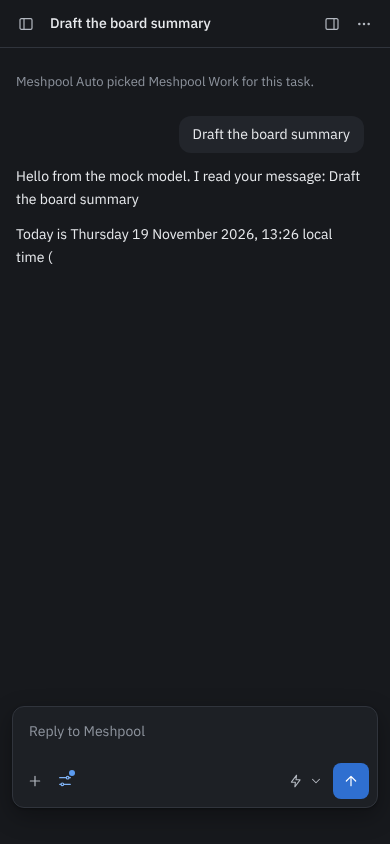 Draft the board summary
Meshpool Auto picked Meshpool Work for this task.
Draft the board summary
Hello from the mock model. I read your message: Draft
the board summary
Today is Thursday 19 November 2026, 13:26 local
time (
Reply to Meshpool